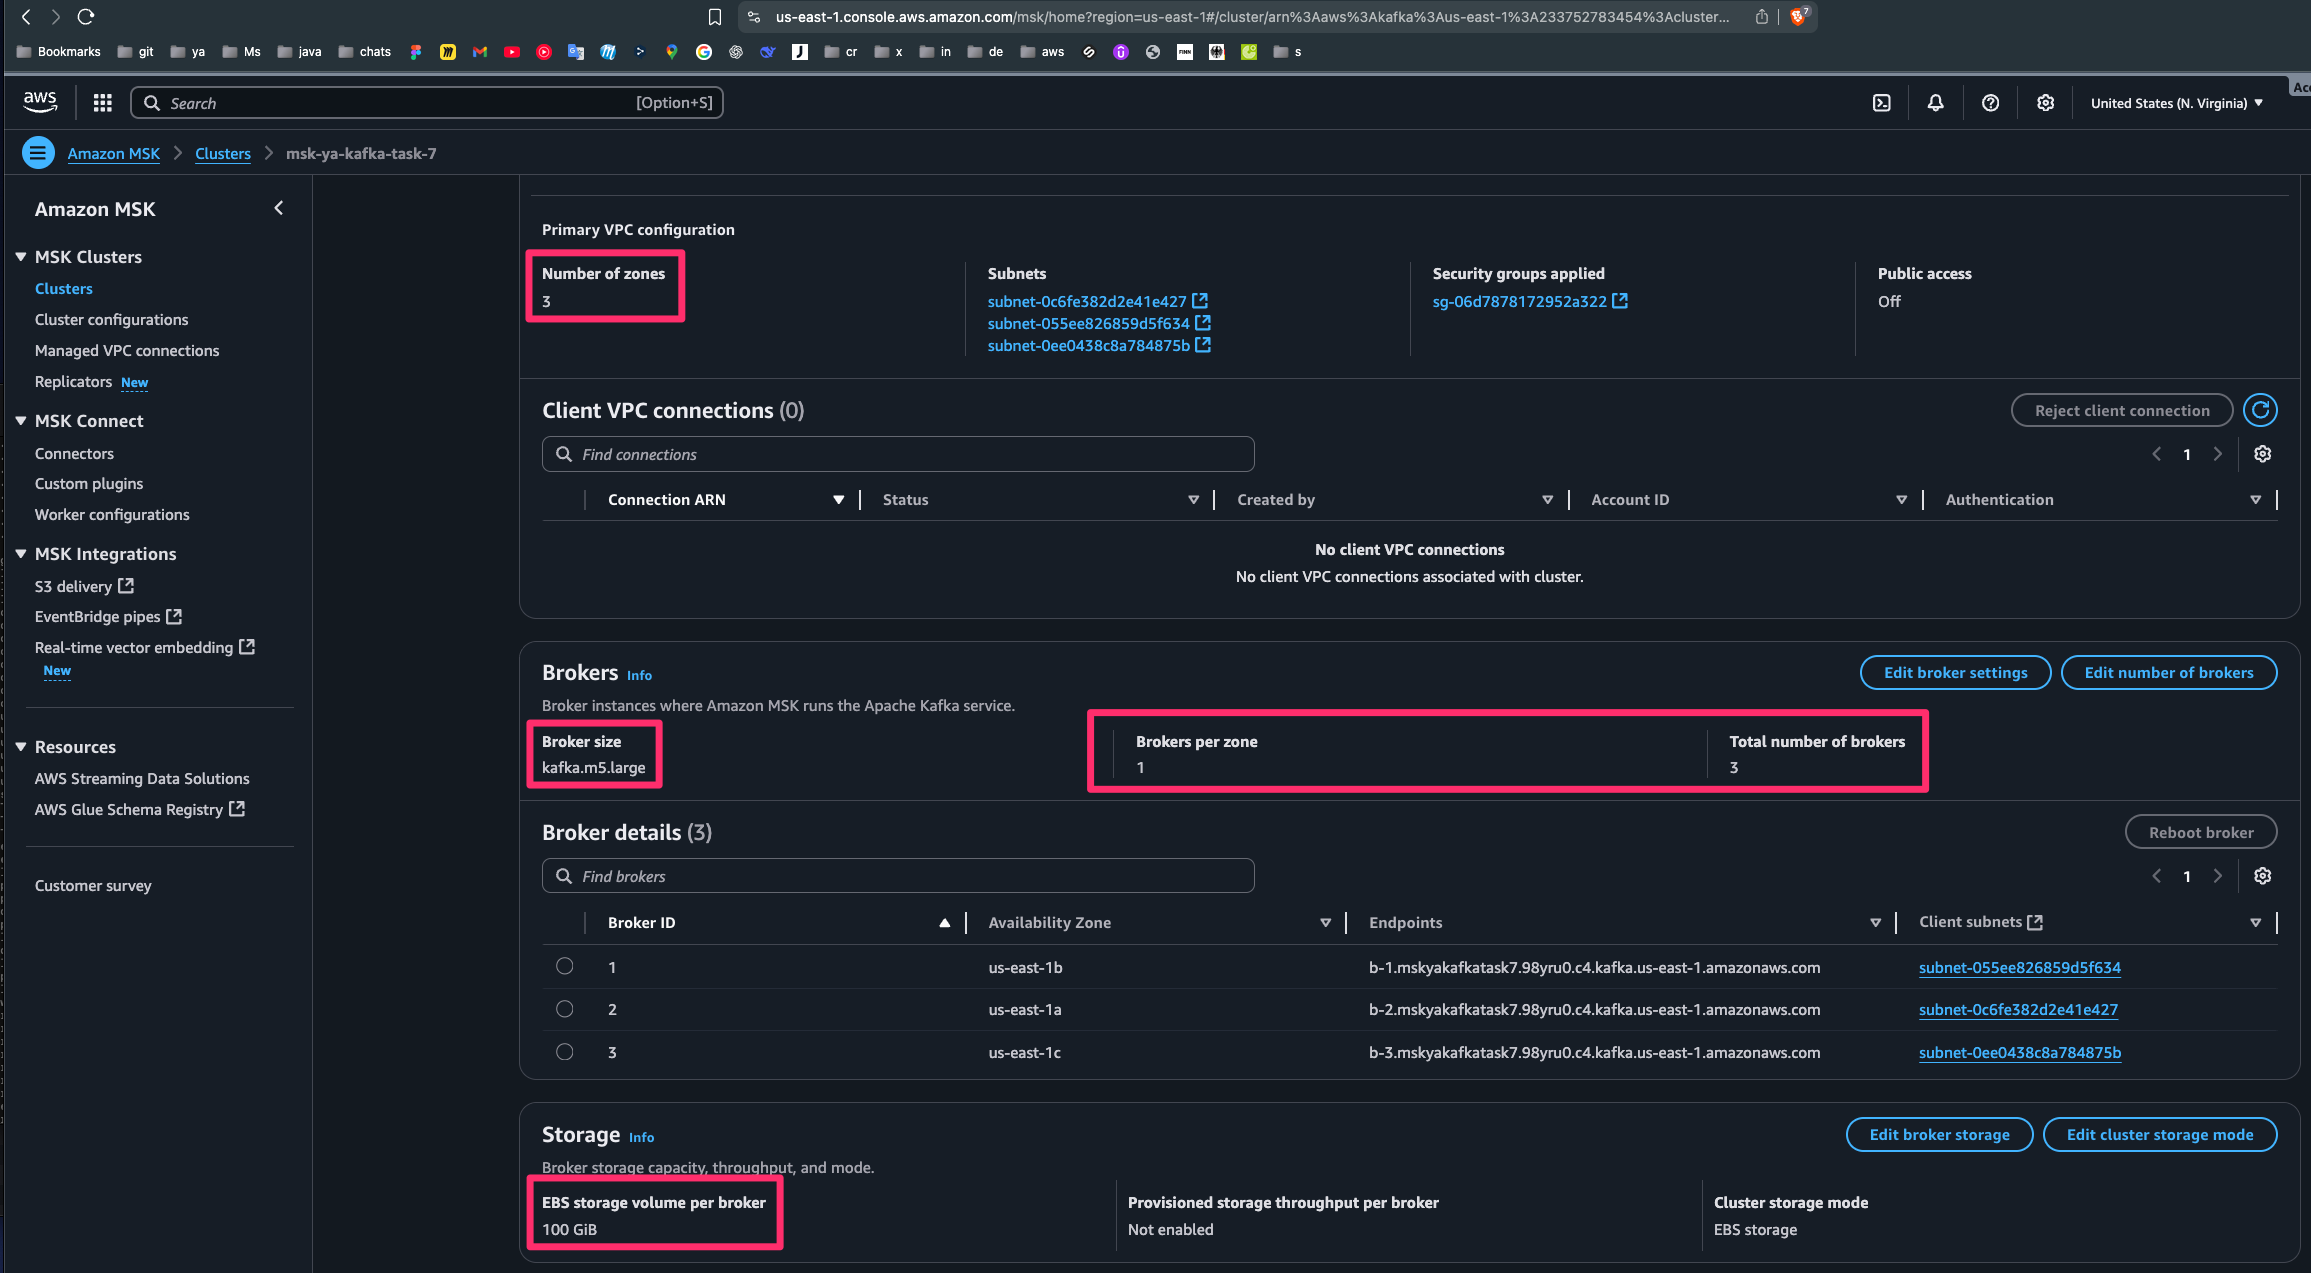 us-east-1.console.aws.amazon.com/msk/home?region=us-east-1#/cluster/arn%3Aaws%3Akafka%3Aus-east-1%3A233752783454%3Acluster...
7
Bookmarks git ya Ms java chats cr x in de aws s
aws Search [Option+S] United States (N. Virginia)
Acc
Amazon MSK Clusters msk-ya-kafka-task-7
Amazon MSK
MSK Clusters
Clusters
Cluster configurations
Managed VPC connections
Replicators New
MSK Connect
Connectors
Custom plugins
Worker configurations
MSK Integrations
S3 delivery
EventBridge pipes
Real-time vector embedding
New
Resources
AWS Streaming Data Solutions
AWS Glue Schema Registry
Customer survey
Primary VPC configuration
Number of zones
3
Subnets
subnet-0c6fe382d2e41e427
subnet-055ee826859d5f634
subnet-0ee0438c8a784875b
Security groups applied
sg-06d7878172952a322
Public access
Off
Client VPC connections (0)
Reject client connection
Find connections
1
Connection ARN Status Created by Account ID Authentication
No client VPC connections
No client VPC connections associated with cluster.
Brokers Info
Edit broker settings Edit number of brokers
Broker instances where Amazon MSK runs the Apache Kafka service.
Broker size
kafka.m5.large
Brokers per zone
1
Total number of brokers
3
Broker details (3)
Reboot broker
Find brokers
1
Broker ID Availability Zone Endpoints Client subnets
1 us-east-1b b-1.mskyakafkatask7.98yru0.c4.kafka.us-east-1.amazonaws.com subnet-055ee826859d5f634
2 us-east-1a b-2.mskyakafkatask7.98yru0.c4.kafka.us-east-1.amazonaws.com subnet-0c6fe382d2e41e427
3 us-east-1c b-3.mskyakafkatask7.98yru0.c4.kafka.us-east-1.amazonaws.com subnet-0ee0438c8a784875b
Storage Info
Edit broker storage Edit cluster storage mode
Broker storage capacity, throughput, and mode.
EBS storage volume per broker
100 GiB
Provisioned storage throughput per broker
Not enabled
Cluster storage mode
EBS storage